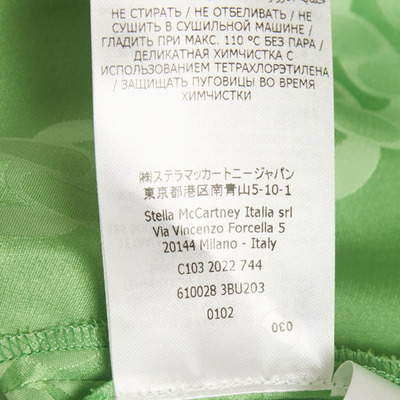 НЕ СТИРАТЬ/ НЕ ОТБЕЛИВАТЬ/ НЕ
СУШИТЬ В СУШИЛЬНОЙ МАШИНЕ /
ГЛАДИТЬ ПРИ МАКС. 110 °C БЕЗ ПАРА /
ДЕЛИКАТНАЯ ХИМЧИСТКА С
ИСПОЛЬЗОВАНИЕМ ТЕТРАХЛОРЭТИЛЕНА
/ ЗАЩИЩАТЬ ПУГОВИЦЫ ВО ВРЕМЯ
ХИМЧИСТКИ
㈱ステラマッカートニージャパン
東京都港区南青山5-10-1
Stella McCartney Italia srl
Via Vincenzo Forcella 5
20144 Milano - Italy
C103 2022 744
610028 3BU203
0102
030